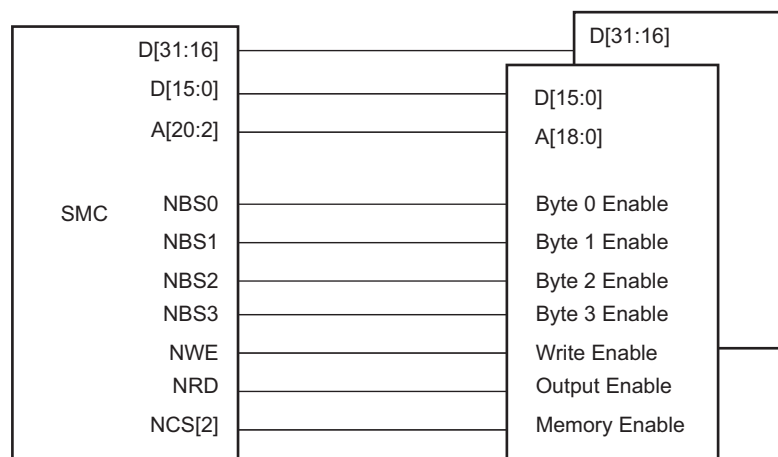 D[31:16] D[31:16]
D[15:0] D[15:0]
A[20:2] A[18:0]
SMC NBS0 Byte 0 Enable
NBS1 Byte 1 Enable
NBS2 Byte 2 Enable
NBS3 Byte 3 Enable
NWE Write Enable
NRD Output Enable
NCS[2] Memory Enable